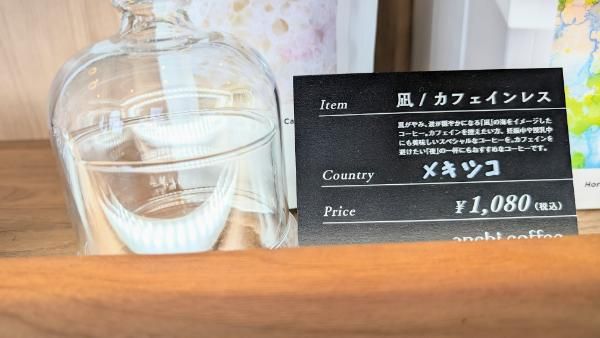 Item 凪 / カフェインレス
風がやみ、波が穏やかになる「凪」の海をイメージした
コーヒー。カフェインを控えたい方、妊娠中や授乳中
にも美味しいスペシャルなコーヒーを。カフェインを
避けたい「夜」の一杯にもおすすめなコーヒーです。
Country メキシコ
Price ¥1,080(税込)
anchi coffee
Ca
Hon